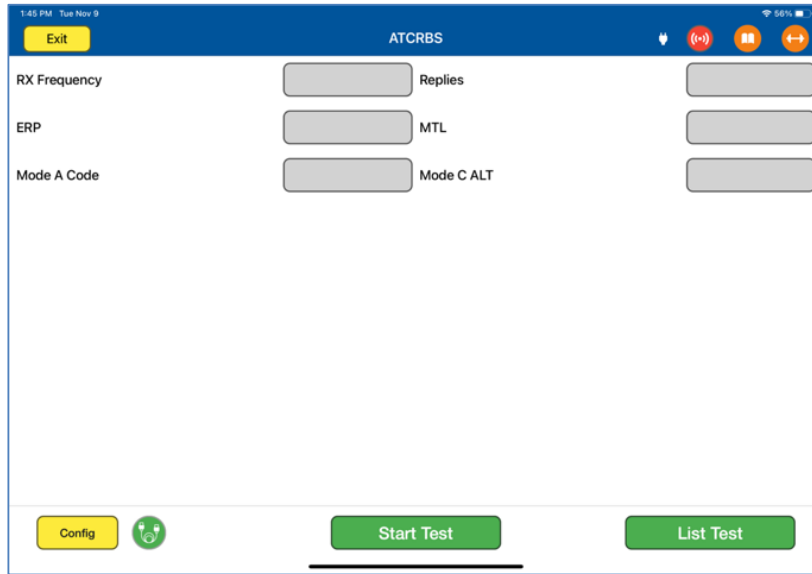 1:45 PM Tue Nov 9 56%
Exit ATCRBS
RX Frequency Replies
ERP MTL
Mode A Code Mode C ALT
Config Start Test List Test